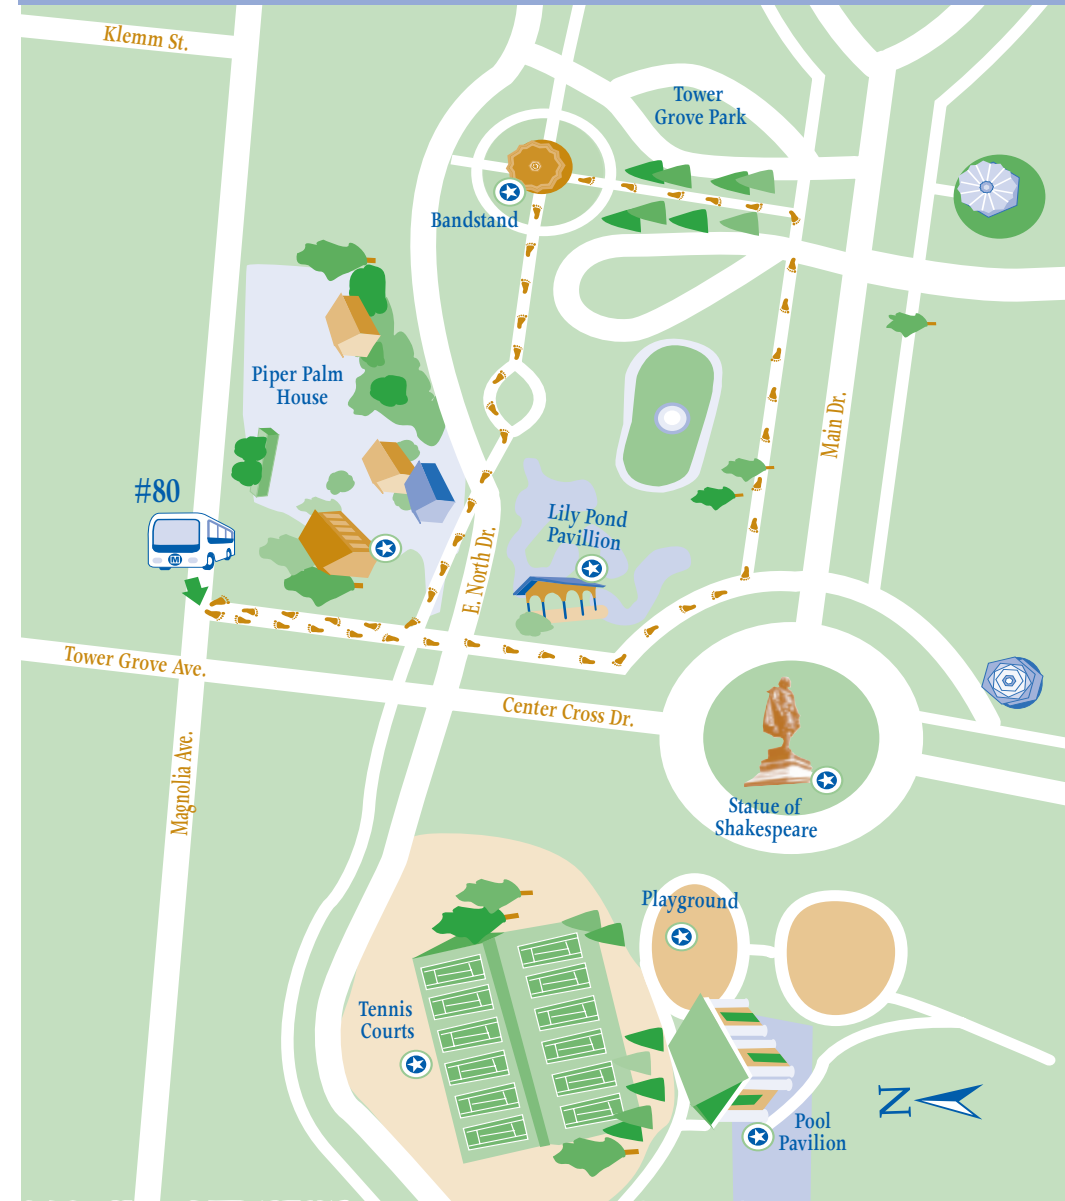 Klemm St.
Tower
Grove Park
Bandstand
Piper Palm
House
Main Dr.
#80
M
Lily Pond
Pavillion
E. North Dr.
Tower Grove Ave.
Center Cross Dr.
Magnolia Ave.
Statue of
Shakespeare
Playground
Tennis
Courts
N
Pool
Pavilion